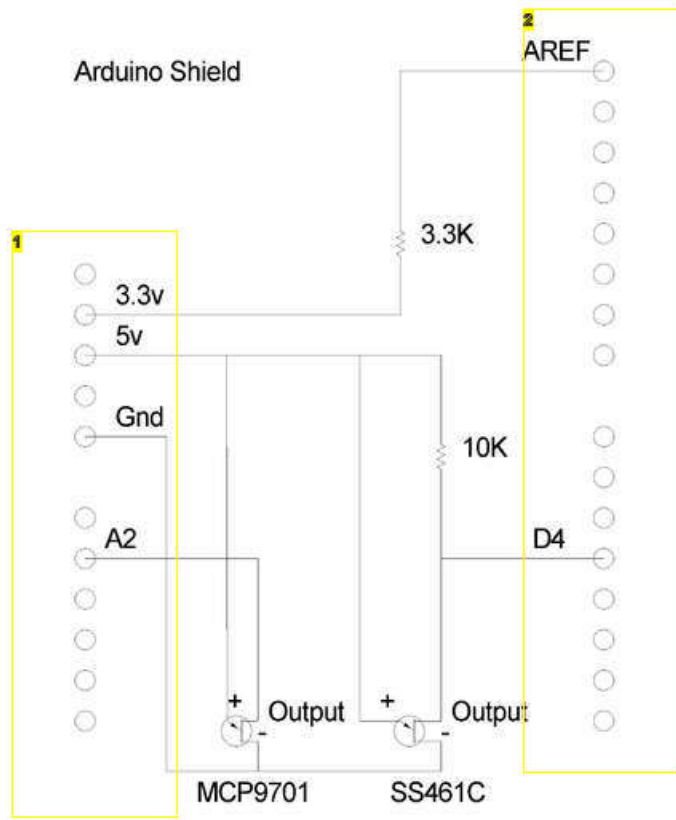 2
AREF
Arduino Shield
3.3K
1
3.3v
5v
Gnd
10K
A2
D4
+
Output
-
+
Output
-
MCP9701
SS461C